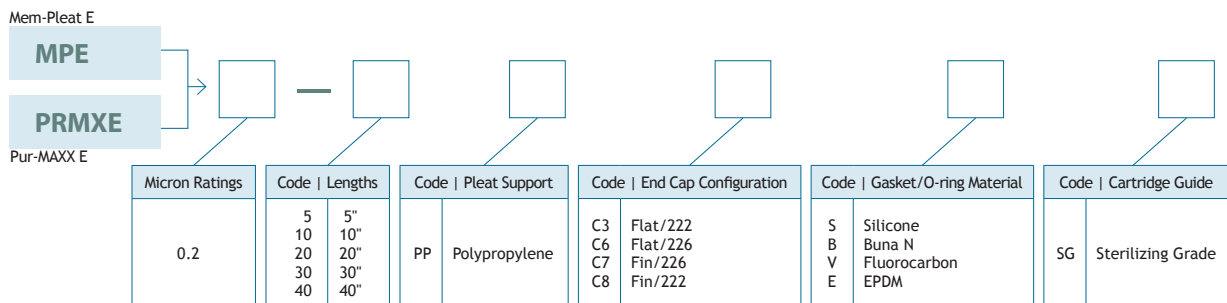 Mem-Pleat E
MPE
PRMXE
Pur-MAXX E
—
Micron Ratings
0.2
Code | Lengths
5 5"
10 10"
20 20"
30 30"
40 40"
Code | Pleat Support
PP Polypropylene
Code | End Cap Configuration
C3 Flat/222
C6 Flat/226
C7 Fin/226
C8 Fin/222
Code | Gasket/O-ring Material
S Silicone
B Buna N
V Fluorocarbon
E EPDM
Code | Cartridge Guide
SG Sterilizing Grade